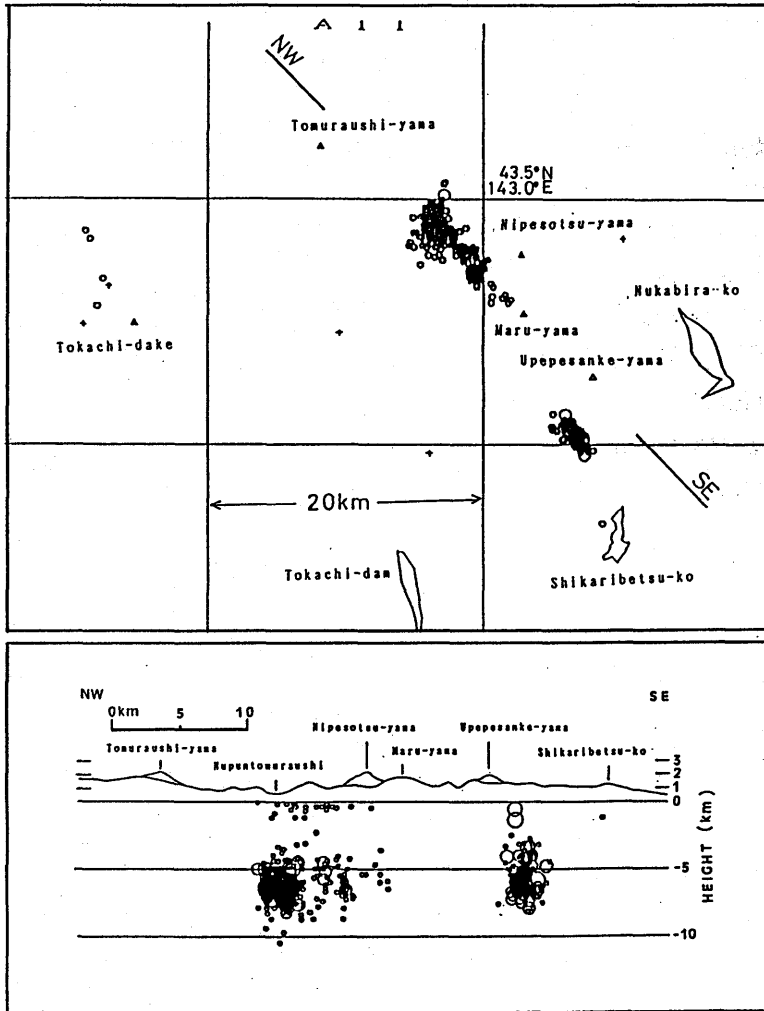 A l l
NW
Tomuraushi-yama
43.5°N
143.0°E
Nipesotsu-yama
Nukabira-ko
Maru-yama
Tokachi-dake
Upepesanke-yama
SE
20km
Tokachi-dam
Shikaribetsu-ko
NW
SE
0km 5 10
Nipesotsu-yama Upepesanke-yama
Tomuraushi-yama Maru-yama Shikaribetsu-ko
Nupuntomuraushi
3
2
1
0
-5
-10
HEIGHT (km)